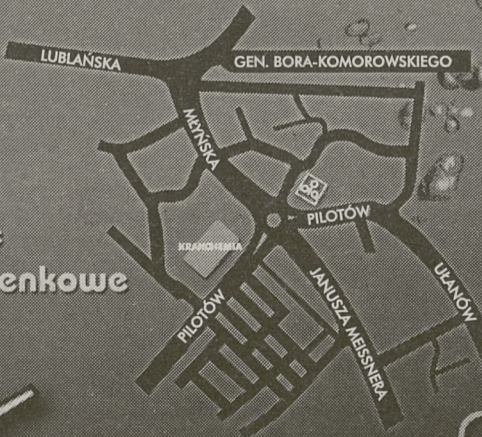 LUBLAŃSKA
GEN. BORA-KOMOROWSKIEGO
MŁYŃSKA
PILOTÓW
KRAKCHEMIA
enkowe
PILOTÓW
JANUSZA MEISSNERA
UŁANÓW